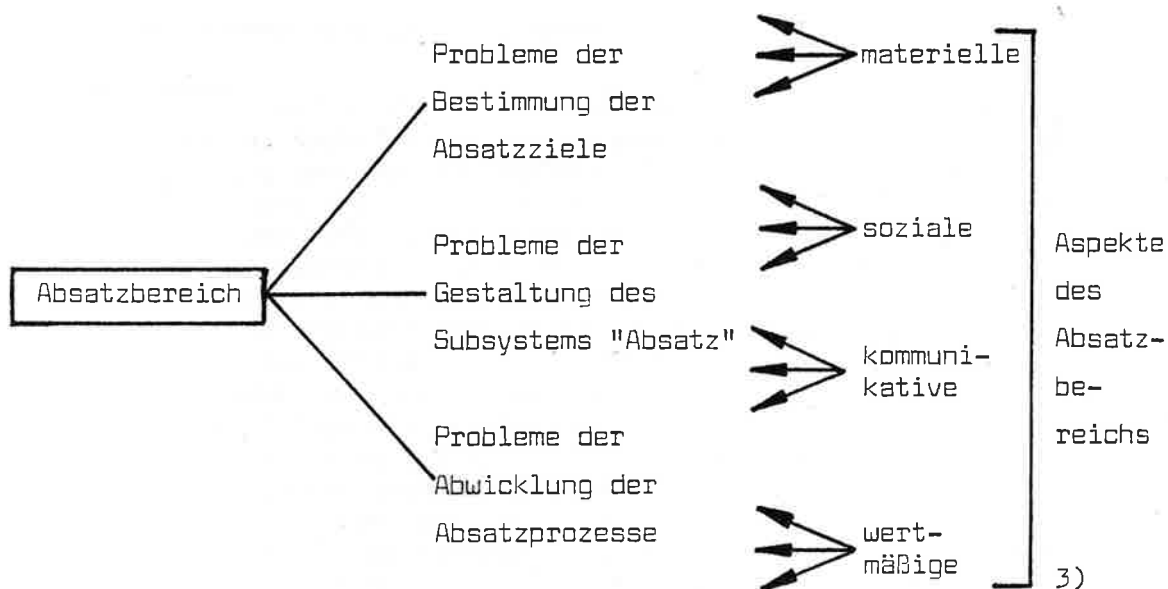 Absatzbereich
Probleme der
Bestimmung der
Absatzziele
Probleme der
Gestaltung des
Subsystems "Absatz"
Probleme der
Abwicklung der
Absatzprozesse
materielle
soziale
kommuni-
kative
wert-
mäßige
Aspekte
des
Absatz-
be-
reichs
3)